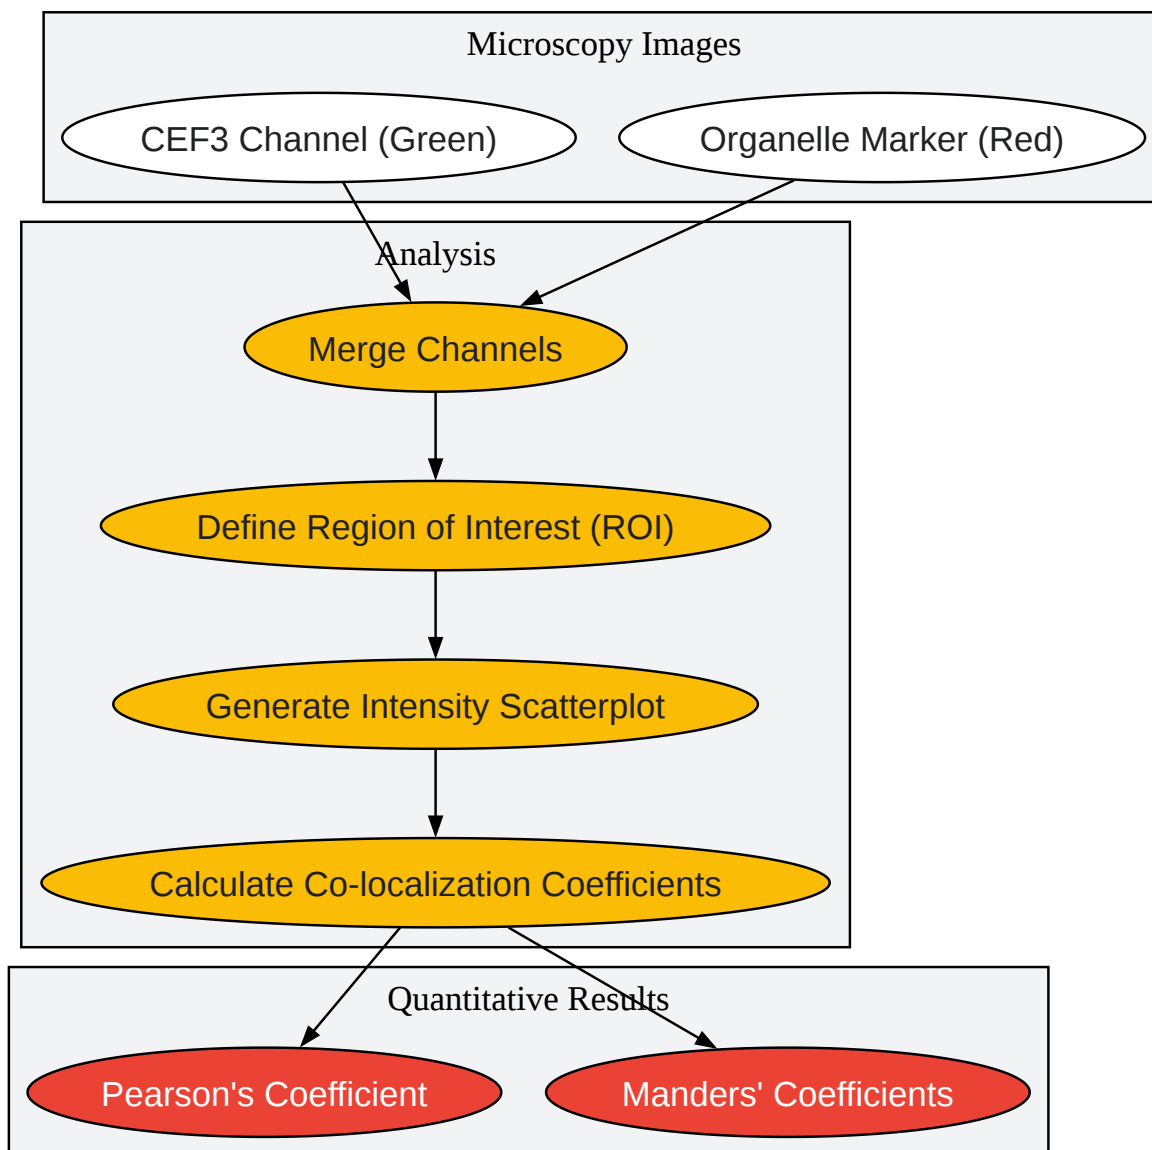 Microscopy Images
CEF3 Channel (Green)
Organelle Marker (Red)
Analysis
Merge Channels
Define Region of Interest (ROI)
Generate Intensity Scatterplot
Calculate Co-localization Coefficients
Quantitative Results
Pearson's Coefficient
Manders' Coefficients